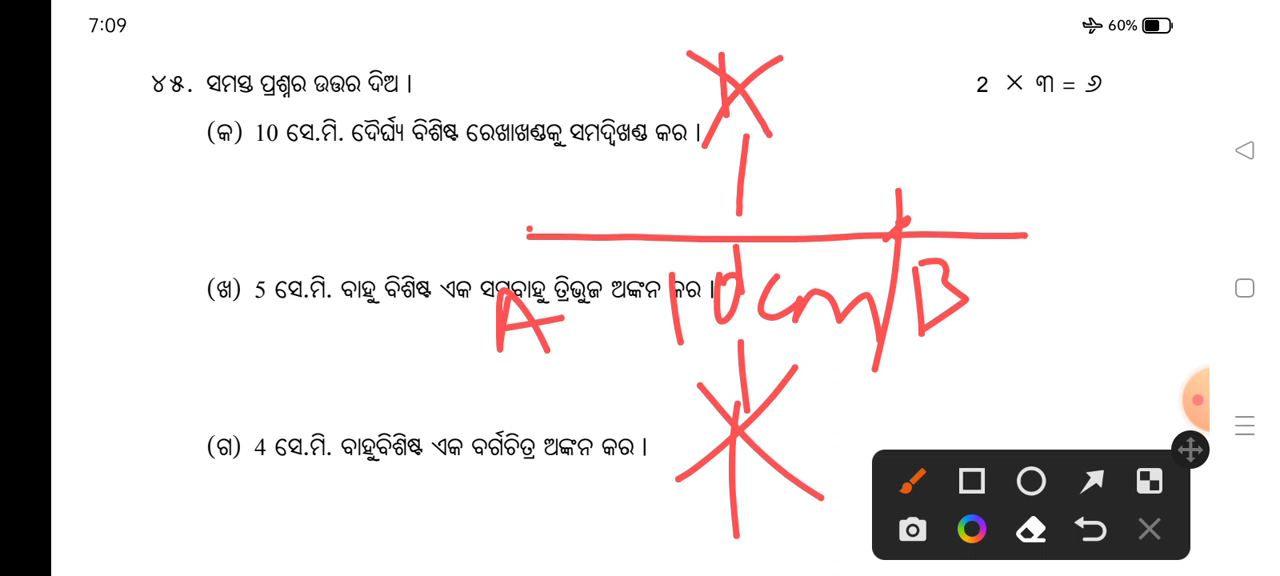 7:09
60%
୪୫. ସମସ୍ତ ପ୍ରଶ୍ନର ଉତ୍ତର ଦିଅ ।
2 × ୩ = ୬
(କ) 10 ସେ.ମି. ଦୈର୍ଘ୍ୟ ବିଶିଷ୍ଟ ରେଖାଖଣ୍ଡକୁ ସମଦ୍ୱିଖଣ୍ଡ କର ।
(ଖ) 5 ସେ.ମି. ବାହୁ ବିଶିଷ୍ଟ ଏକ ସମବାହୁ ତ୍ରିଭୁଜ ଅଙ୍କନ କର ।
A 10cm B
(ଗ) 4 ସେ.ମି. ବାହୁବିଶିଷ୍ଟ ଏକ ବର୍ଗଚିତ୍ର ଅଙ୍କନ କର ।